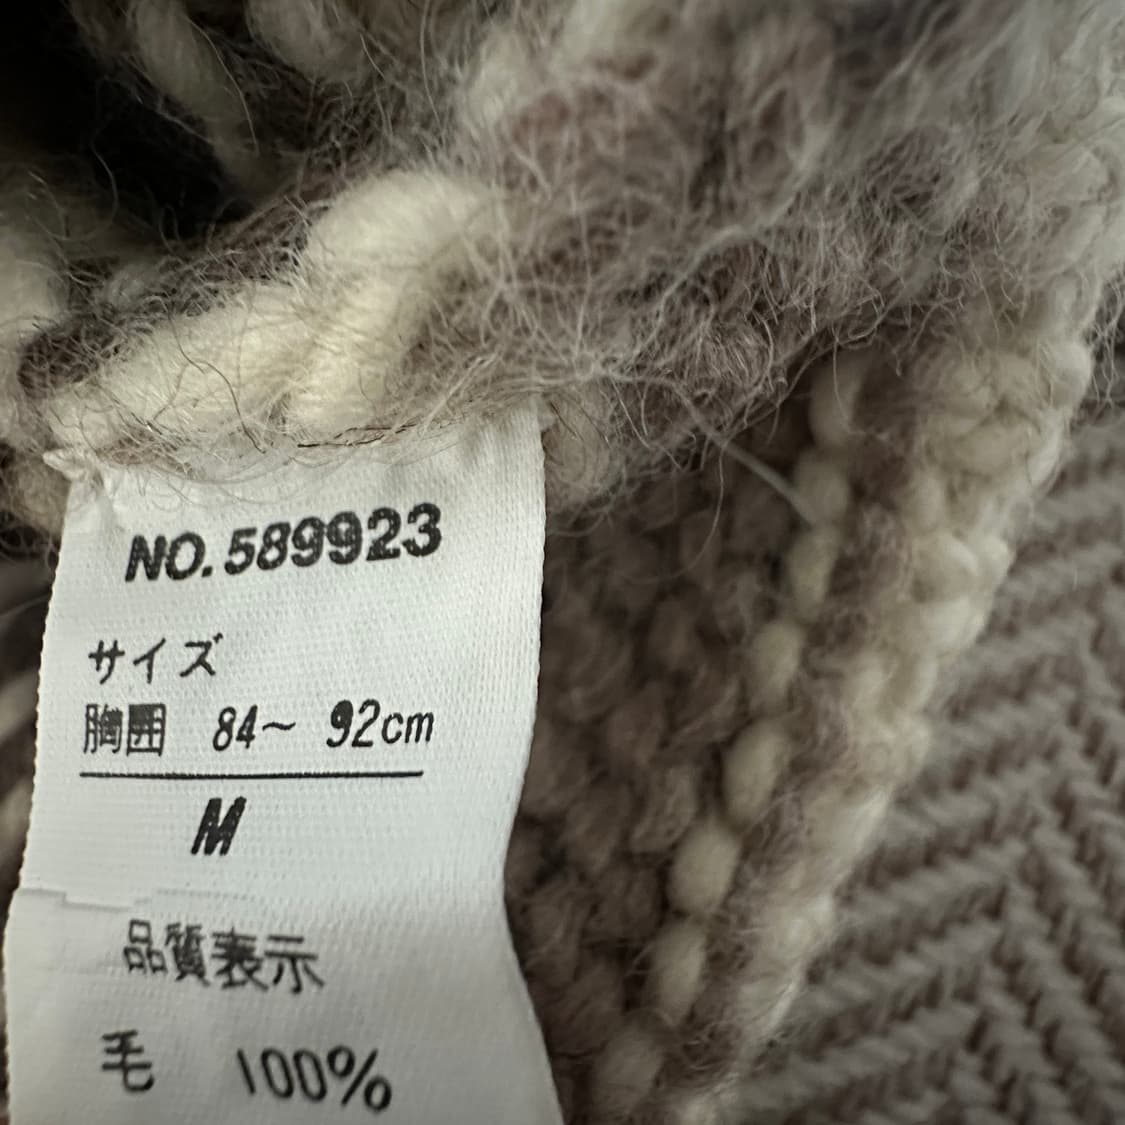 NO.589923
サイズ
胸囲 84～ 92cm
M
品質表示
毛 100%